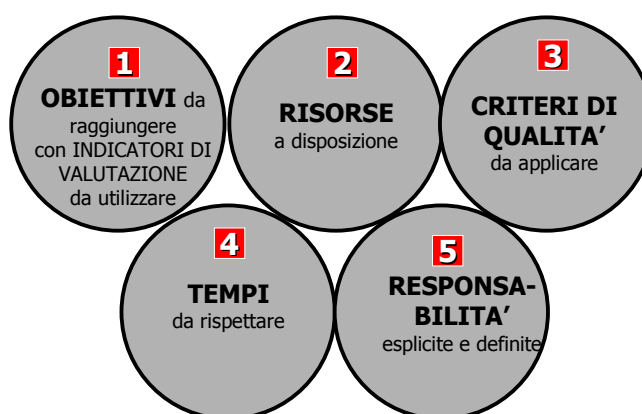 1
OBIETTIVI da
raggiungere
con INDICATORI DI
VALUTAZIONE
da utilizzare
2
RISORSE
a disposizione
3
CRITERI DI
QUALITA’
da applicare
4
TEMPI
da rispettare
5
RESPONSA-
BILITA’
esplicite e definite